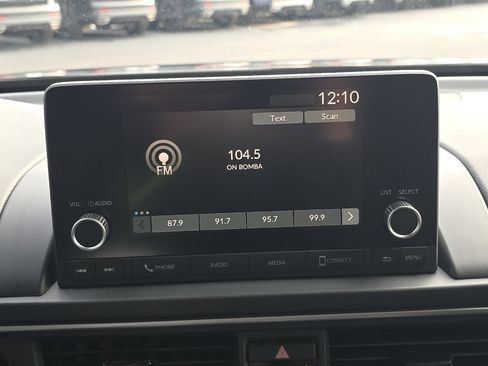 12:10
Text Scan
FM
104.5
ON BOMBA
VOL AUDIO
LIST SELECT
87.9 91.7 95.7 99.9
PHONE RADIO MEDIA CONNECT MENU